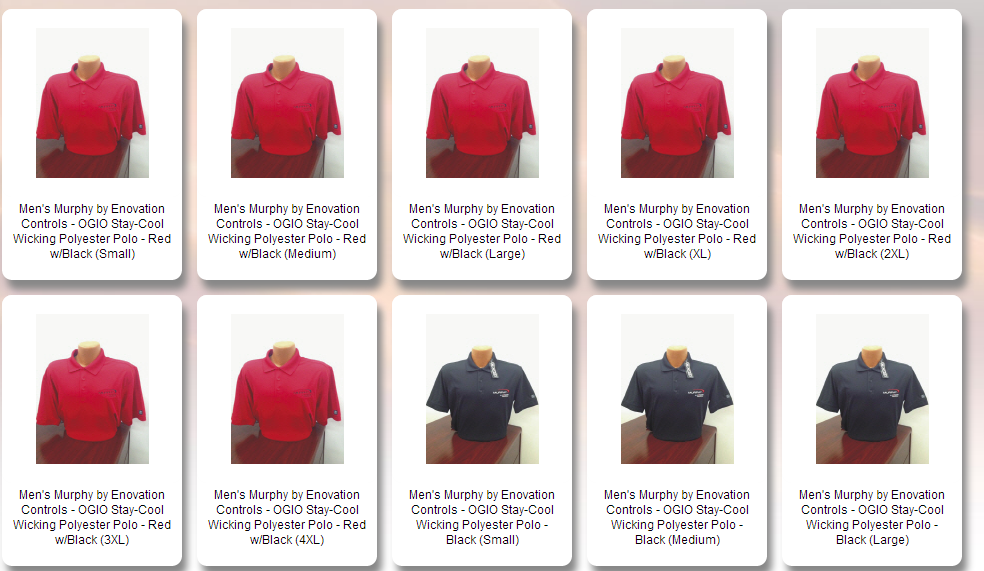 Men's Murphy by Enovation
Controls - OGIO Stay-Cool
Wicking Polyester Polo - Red
w/Black (Small)
Men's Murphy by Enovation
Controls - OGIO Stay-Cool
Wicking Polyester Polo - Red
w/Black (Medium)
Men's Murphy by Enovation
Controls - OGIO Stay-Cool
Wicking Polyester Polo - Red
w/Black (Large)
Men's Murphy by Enovation
Controls - OGIO Stay-Cool
Wicking Polyester Polo - Red
w/Black (XL)
Men's Murphy by Enovation
Controls - OGIO Stay-Cool
Wicking Polyester Polo - Red
w/Black (2XL)
Men's Murphy by Enovation
Controls - OGIO Stay-Cool
Wicking Polyester Polo - Red
w/Black (3XL)
Men's Murphy by Enovation
Controls - OGIO Stay-Cool
Wicking Polyester Polo - Red
w/Black (4XL)
Men's Murphy by Enovation
Controls - OGIO Stay-Cool
Wicking Polyester Polo -
Black (Small)
Men's Murphy by Enovation
Controls - OGIO Stay-Cool
Wicking Polyester Polo -
Black (Medium)
Men's Murphy by Enovation
Controls - OGIO Stay-Cool
Wicking Polyester Polo -
Black (Large)